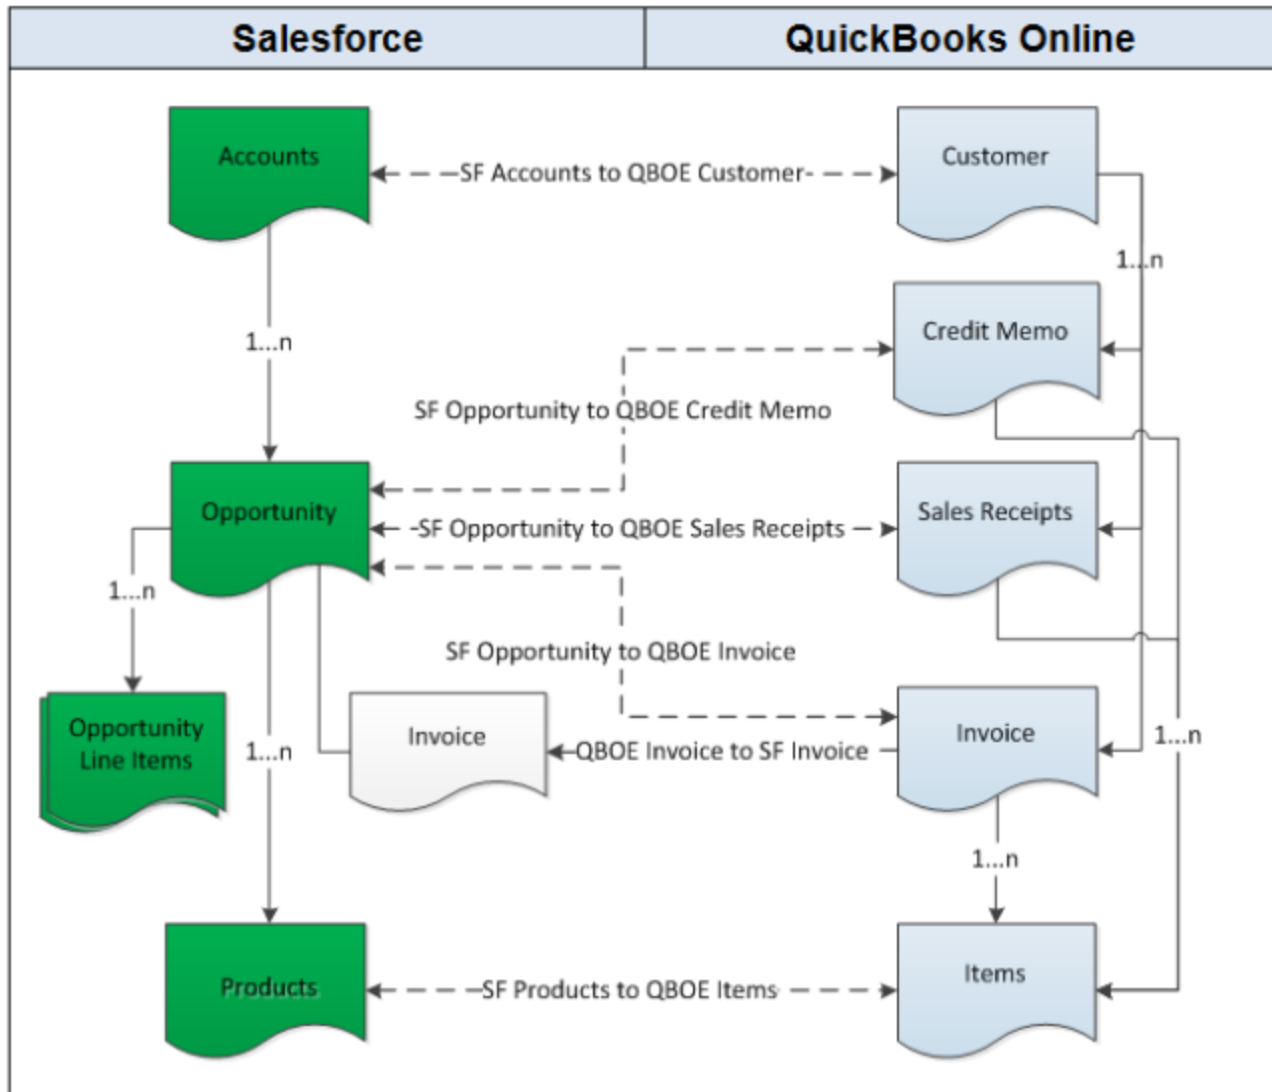 Salesforce
QuickBooks Online
Accounts
SF Accounts to QBOE Customer
Customer
1...n
1...n
Credit Memo
SF Opportunity to QBOE Credit Memo
Opportunity
SF Opportunity to QBOE Sales Receipts
Sales Receipts
1...n
SF Opportunity to QBOE Invoice
Opportunity
Line Items
1...n
Invoice
QBOE Invoice to SF Invoice
Invoice
1...n
1...n
Products
SF Products to QBOE Items
Items